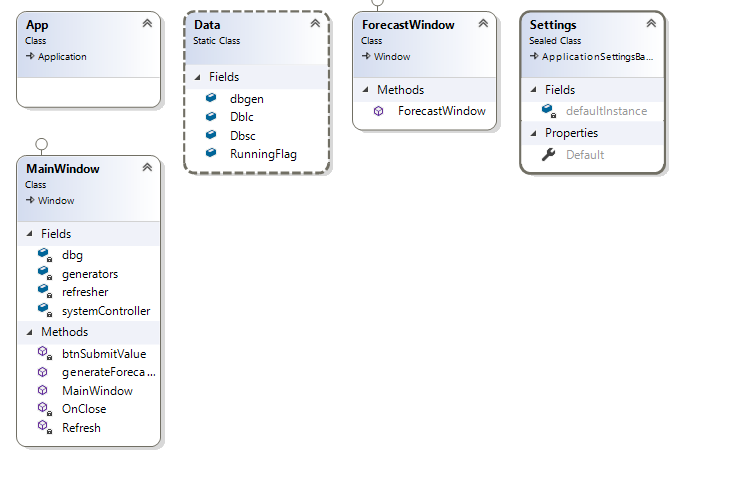 App
Class
Application
Data
Static Class
Fields
dbgen
Dblc
Dbsc
RunningFlag
ForecastWindow
Class
Window
Methods
ForecastWindow
Settings
Sealed Class
ApplicationSettingsBa...
Fields
defaultInstance
Properties
Default
MainWindow
Class
Window
Fields
dbg
generators
refresher
systemController
Methods
btnSubmitValue
generateForeca...
MainWindow
OnClose
Refresh